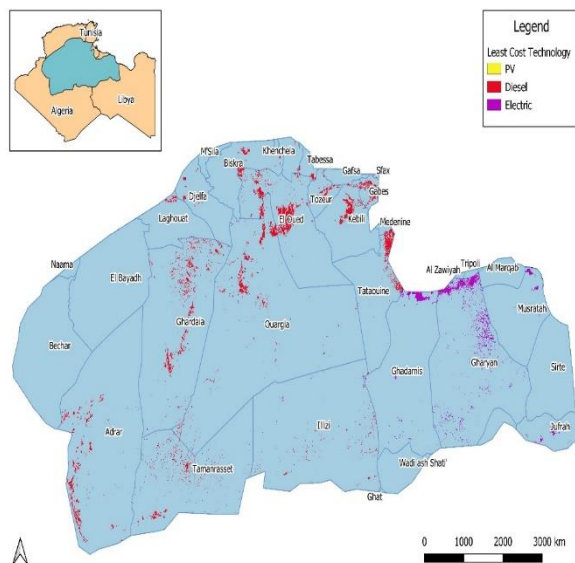 Tunisia
Algeria
Libya
Legend
Least Cost Technology
PV
Diesel
Electric
M'Sila
Khenchela
Biskra
Tabessa
Gafsa
Sfax
Djelfa
Tozeur
Gabes
El Oued
Kebili
Laghouat
Medenine
Naama
El Bayadh
Al Zawiyah
Tripoli
Al Marqab
Tataouine
Musratah
Ghardaia
Ouargla
Bechar
Ghadamis
Gharyan
Sirte
Adrar
Illizi
Jufrah
Tamanrasset
Wadi ash Shati'
Ghat
0 1000 2000 3000 km